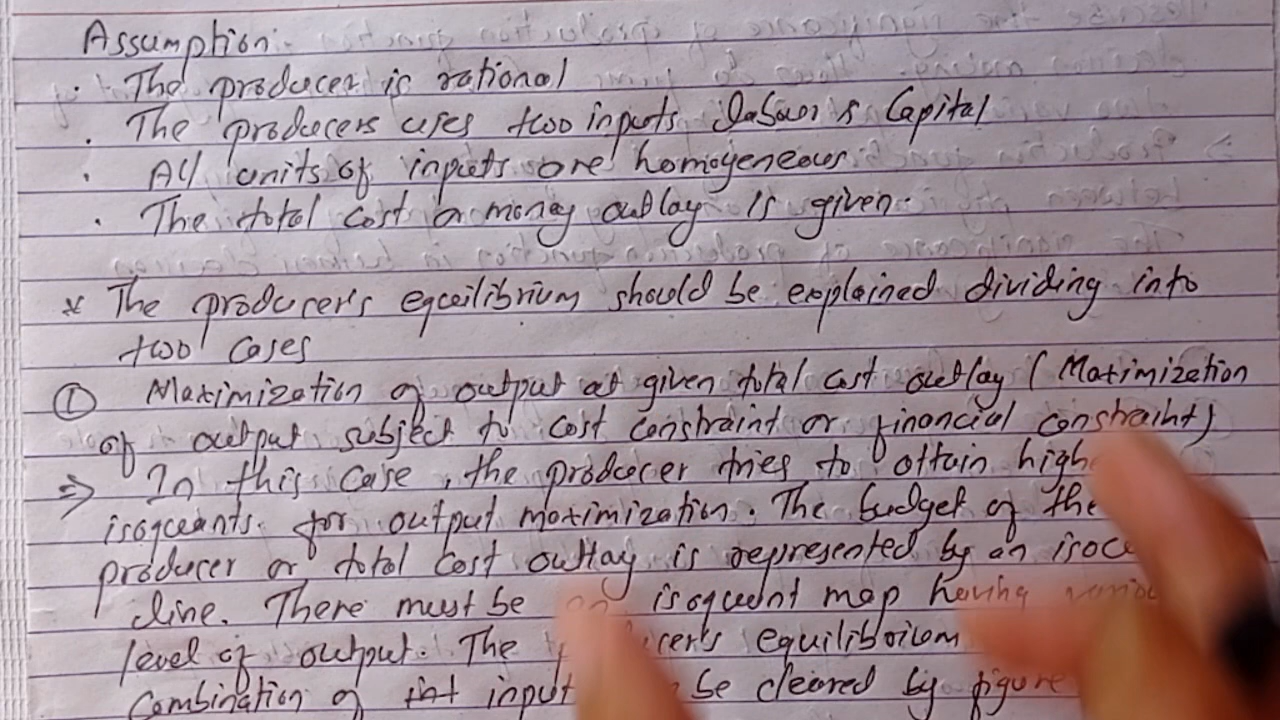 Assumption.
. The producer is rational
. The producers uses two inputs, Labour & Capital
. All units of inputs are homogeneous.
. The total cost or money outlay is given.
* The producer's equilibrium should be explained dividing into
two cases
① Maximization of output at given total cost outlay (Maximization
of output subject to cost constraint or financial constraint)
⇒ In this case, the producer tries to attain high
isoquants for output maximization. The budget of the
producer or total cost outlay is represented by an isoc
line. There must be isoquant map having
level of output. The equilibrium
Combination of input be cleared by figure